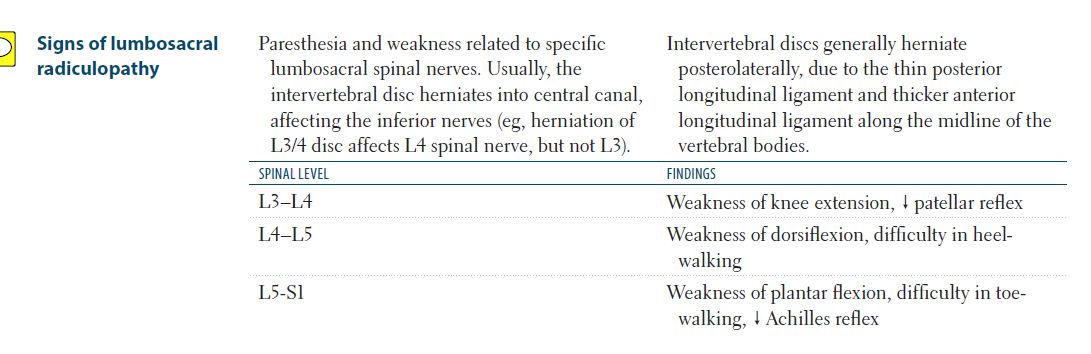 Signs of lumbosacral
radiculopathy
Paresthesia and weakness related to specific
lumbosacral spinal nerves. Usually, the
intervertebral disc herniates into central canal,
affecting the inferior nerves (eg, herniation of
L3/4 disc affects L4 spinal nerve, but not L3).
Intervertebral discs generally herniate
posterolaterally, due to the thin posterior
longitudinal ligament and thicker anterior
longitudinal ligament along the midline of the
vertebral bodies.
SPINAL LEVEL
FINDINGS
L3–L4
Weakness of knee extension, ↓ patellar reflex
L4–L5
Weakness of dorsiflexion, difficulty in heel-
walking
L5-S1
Weakness of plantar flexion, difficulty in toe-
walking, ↓ Achilles reflex